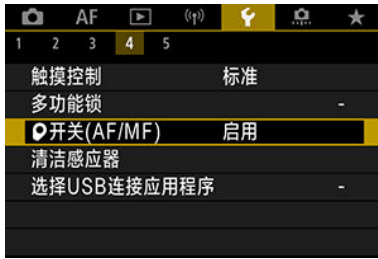 AF
1 2 3 4 5
触摸控制 标准
多功能锁 -
开关(AF/MF) 启用
清洁感应器
选择USB连接应用程序 -